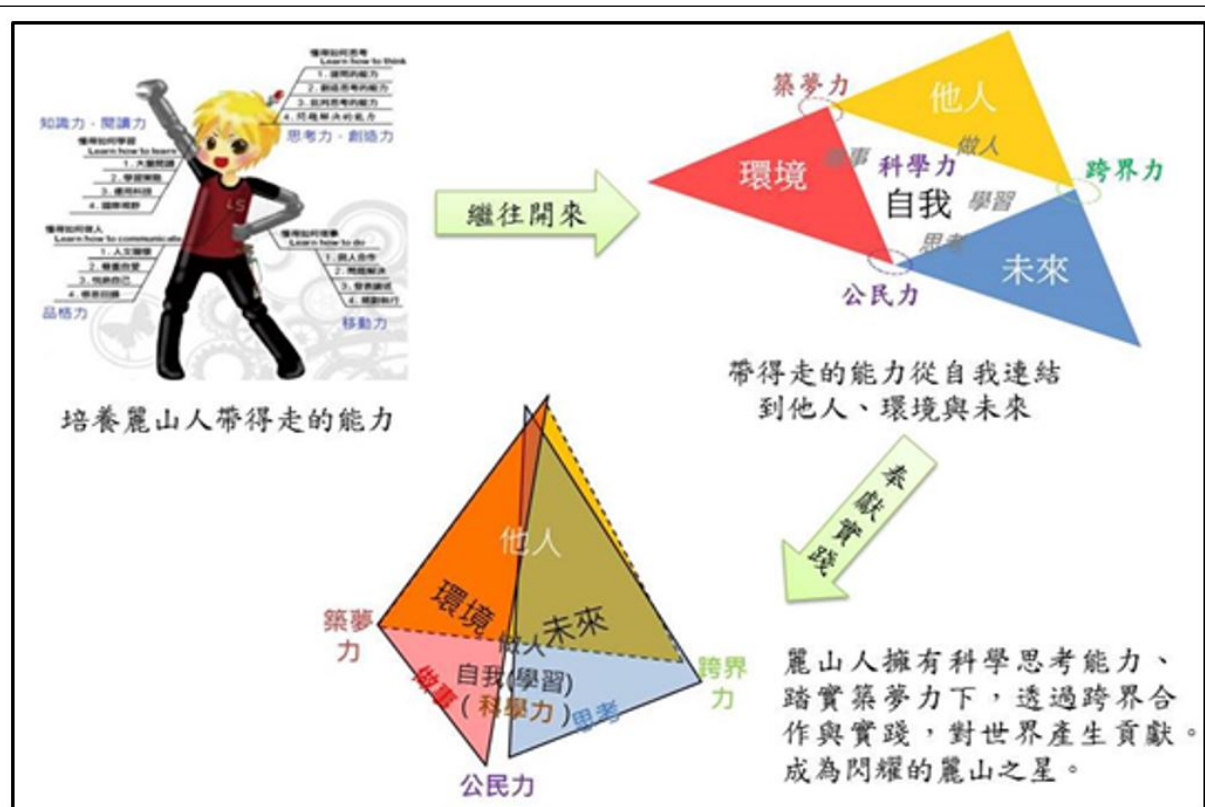 懂得如何思考
Learn how to think
1.提問的能力
2.創造思考的能力
3.批判思考的能力
4.問題解決的能力
思考力、創造力
知識力、閱讀力
懂得如何學習
Learn how to learn
1.大量閱讀
2.學習策略
3.運用科技
4.國際視野
懂得如何做人
Learn how to communicate
1.人文關懷
2.尊重自愛
3.悅納自己
4.感恩回饋
品格力
懂得如何做事
Learn how to do
1.與人合作
2.問題解決
3.發表論述
4.規劃執行
移動力
LS
培養麗山人帶得走的能力
繼往開來
築夢力
他人
做人
環境
做事
科學力
跨界力
自我
學習
思考
未來
公民力
帶得走的能力從自我連結
到他人、環境與未來
奉獻實踐
他人
環境
未來
築夢
力
做人
自我(學習)
(科學力)
做事
思考
跨界
力
公民力
麗山人擁有科學思考能力、
踏實築夢力下，透過跨界合
作與實踐，對世界產生貢獻。
成為閃耀的麗山之星。